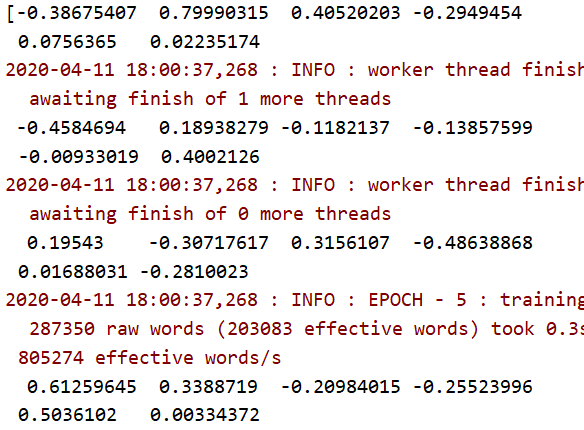 [-0.38675407  0.79990315  0.40520203 -0.2949454
0.0756365   0.02235174
2020-04-11 18:00:37,268 : INFO : worker thread finish
awaiting finish of 1 more threads
-0.4584694   0.18938279 -0.1182137  -0.13857599
-0.00933019  0.4002126
2020-04-11 18:00:37,268 : INFO : worker thread finish
awaiting finish of 0 more threads
0.19543    -0.30717617  0.3156107  -0.48638868
0.01688031 -0.2810023
2020-04-11 18:00:37,268 : INFO : EPOCH - 5 : training
287350 raw words (203083 effective words) took 0.3s
805274 effective words/s
0.61259645  0.3388719  -0.20984015 -0.25523996
0.5036102   0.00334372